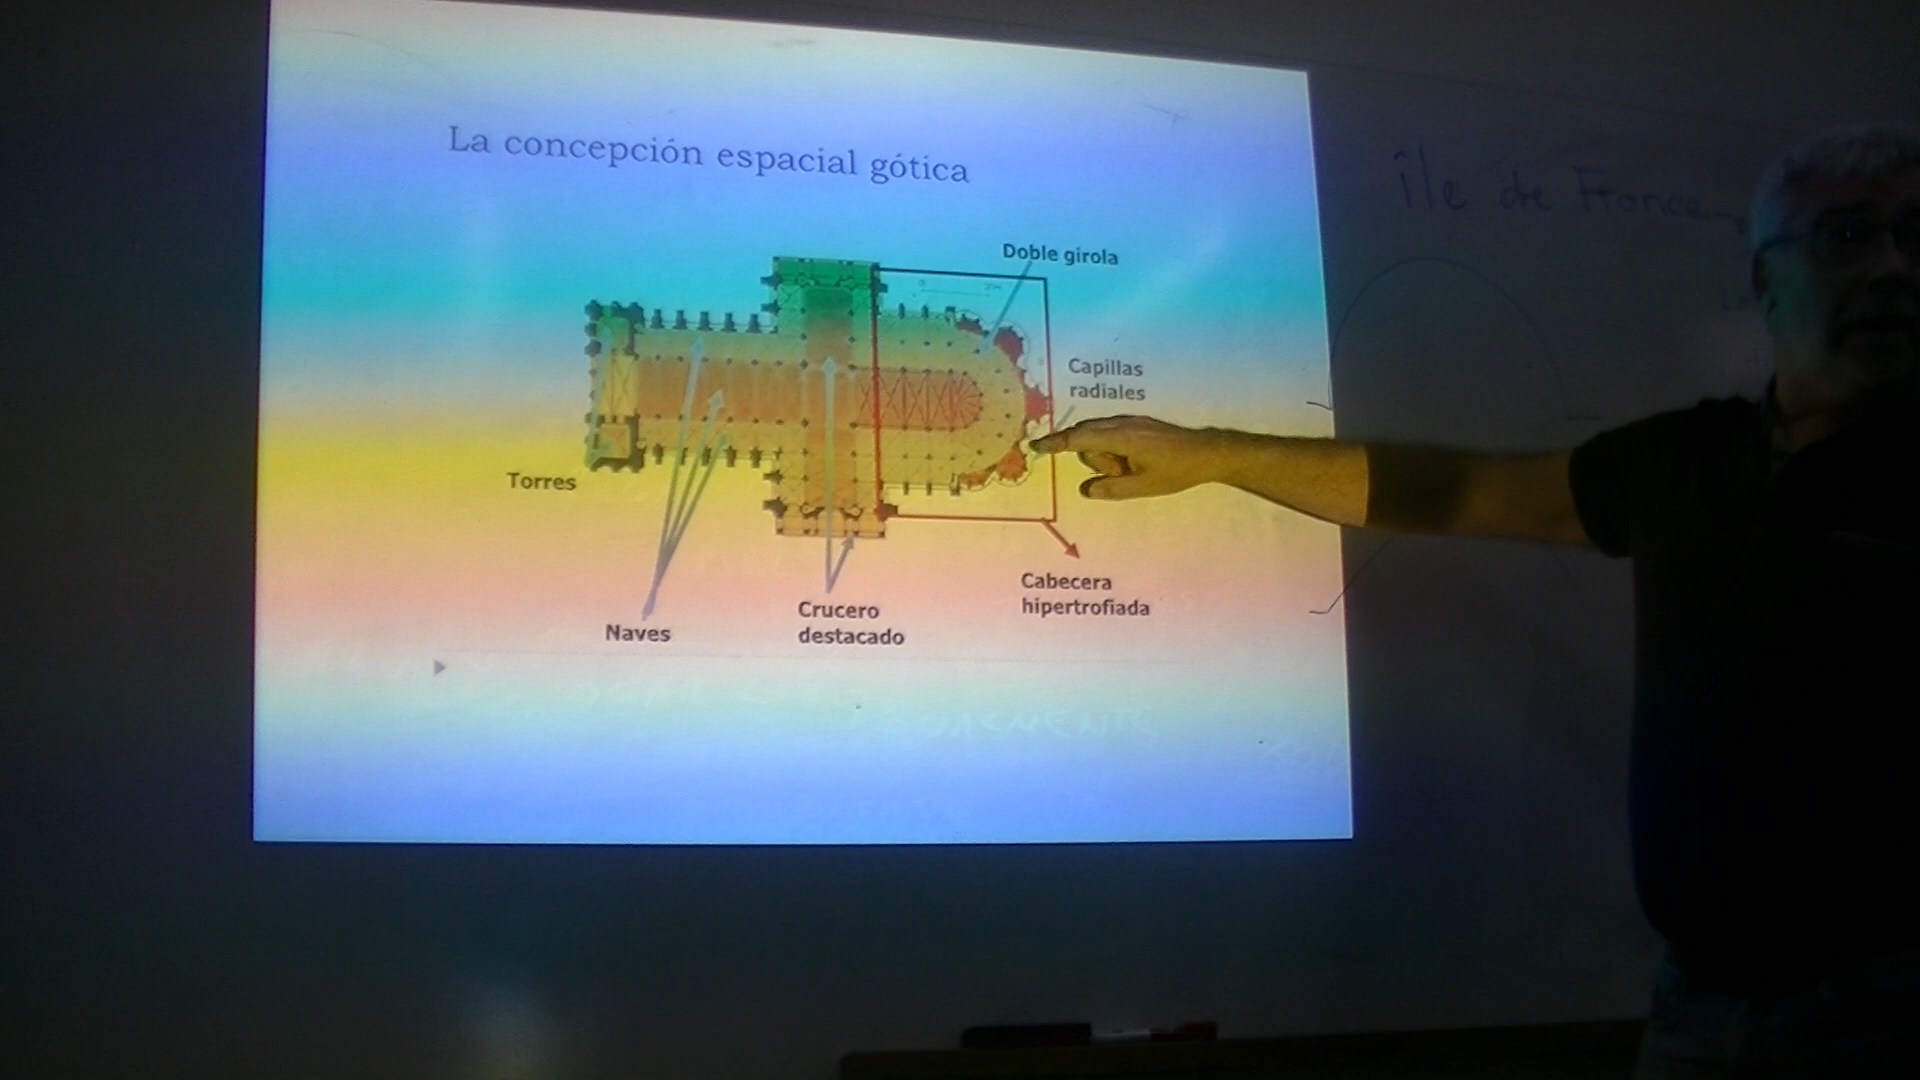 La concepción espacial gótica
Île de France
Doble girola
Capillas
radiales
Torres
Cabecera
hipertrofiada
Crucero
destacado
Naves